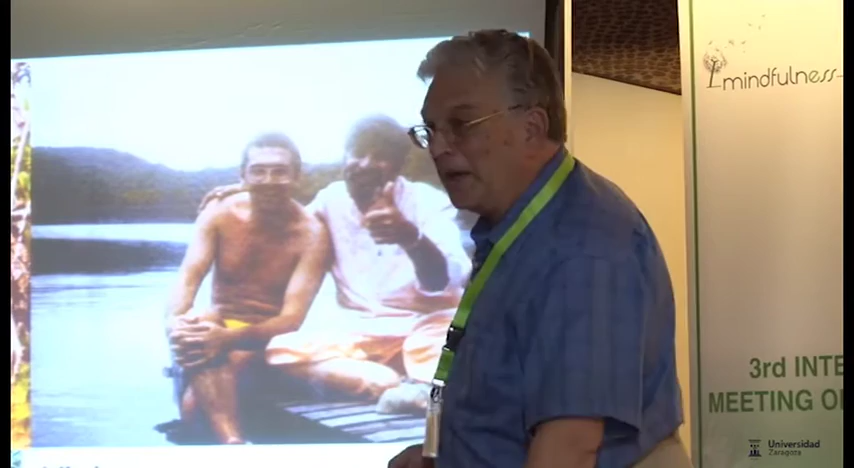 mindfulness
3rd INTE
MEETING O
Universidad
Zaragoza